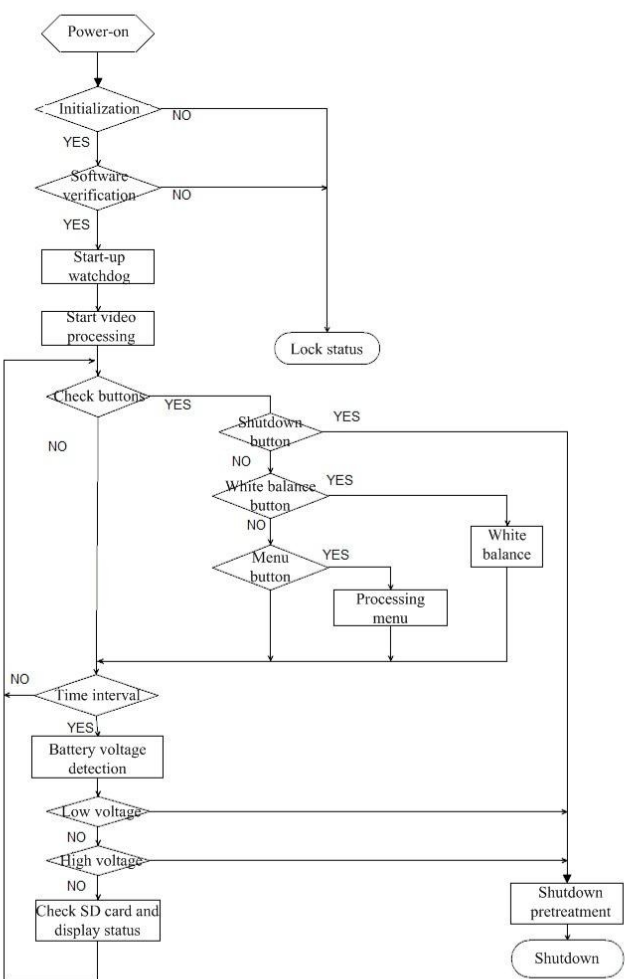 Power-on
Initialization
NO
YES
Software
verification
NO
YES
Start-up
watchdog
Start video
processing
Lock status
Check buttons
YES
NO
Shutdown
button
YES
NO
White balance
button
YES
NO
White
balance
Menu
button
YES
Processing
menu
NO
Time interval
YES
Battery voltage
detection
Low voltage
NO
High voltage
NO
Check SD card and
display status
Shutdown
pretreatment
Shutdown